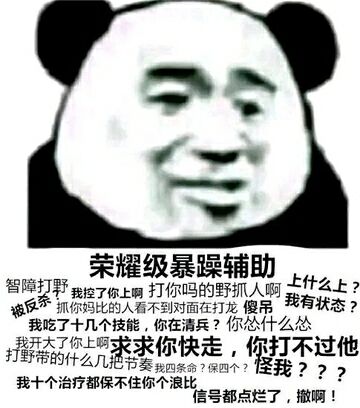 荣耀级暴躁辅助
智障打野 被反杀？ 我控了你上啊 打你吗的野抓人啊 上什么上？
抓你妈比的人看不到对面在打龙 傻吊 我有状态？
我吃了十几个技能，你在清兵？ 你怂什么怂
我开大了你上啊 求求你快走，你打不过他
打野带的什么几把节奏 我四条命？保四个？ 怪我？？？
我十个治疗都保不住你个浪比 信号都点烂了，撤啊！